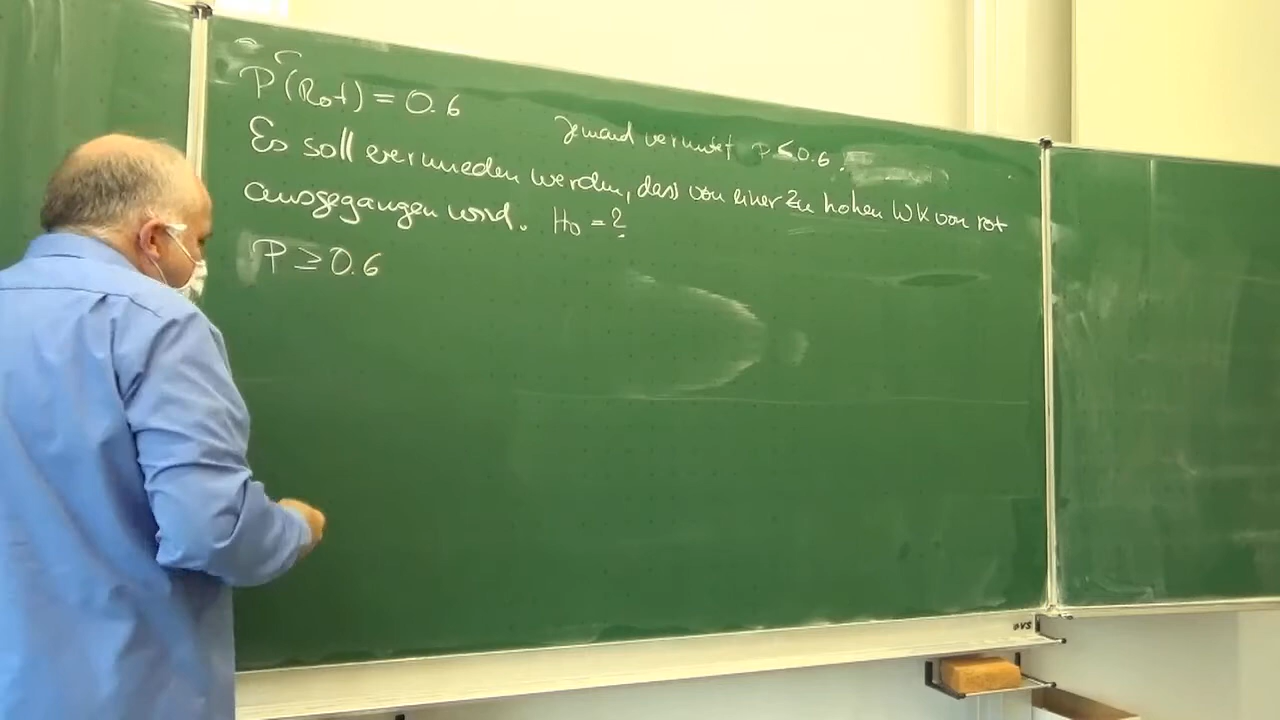 P(Rot) = 0.6
Jemand vermutet P ≤ 0.6
Es soll vermieden werden, dass von einer zu hohen WK von rot
ausgegangen wird. H₀ = ?
P ≥ 0.6
OVS